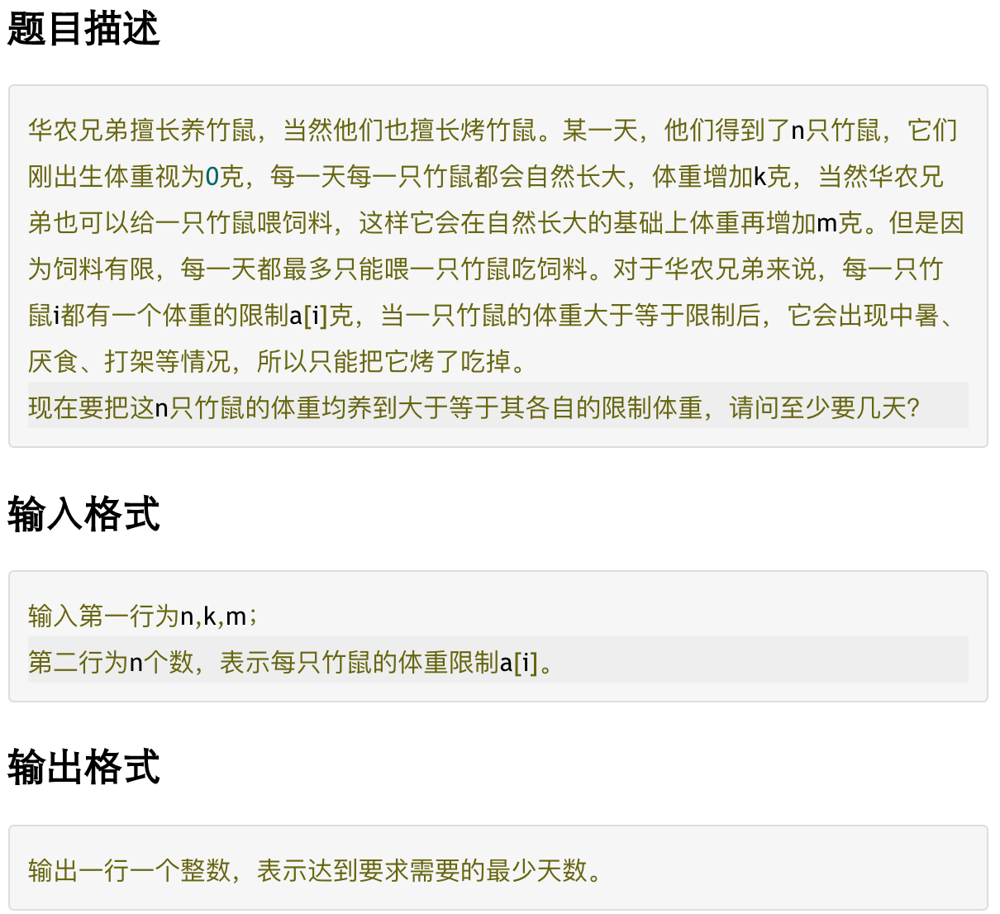 题目描述
华农兄弟擅长养竹鼠，当然他们也擅长烤竹鼠。某一天，他们得到了n只竹鼠，它们
刚出生体重视为0克，每一天每一只竹鼠都会自然长大，体重增加k克，当然华农兄
弟也可以给一只竹鼠喂饲料，这样它会在自然长大的基础上体重再增加m克。但是因
为饲料有限，每一天都最多只能喂一只竹鼠吃饲料。对于华农兄弟来说，每一只竹
鼠i都有一个体重的限制a[i]克，当一只竹鼠的体重大于等于限制后，它会出现中暑、
厌食、打架等情况，所以只能把它烤了吃掉。
现在要把这n只竹鼠的体重均养到大于等于其各自的限制体重，请问至少要几天？
输入格式
输入第一行为n,k,m；
第二行为n个数，表示每只竹鼠的体重限制a[i]。
输出格式
输出一行一个整数，表示达到要求需要的最少天数。